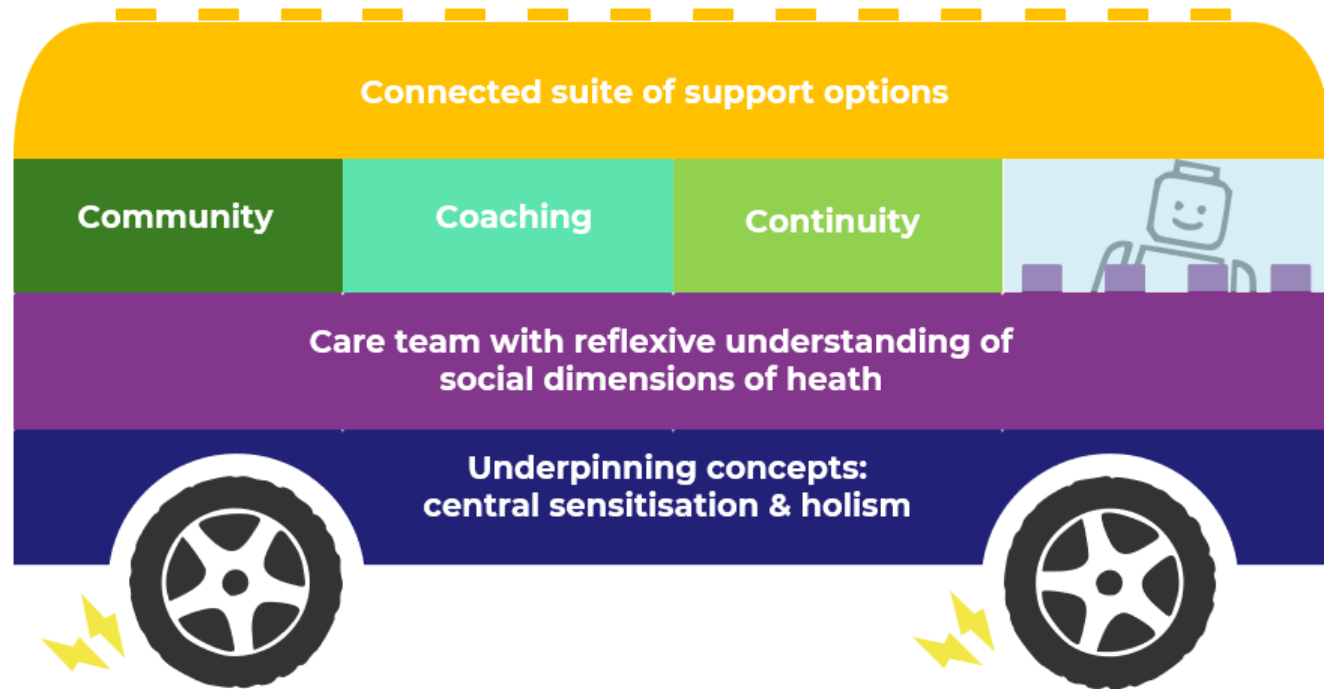 Connected suite of support options
Community
Coaching
Continuity
Care team with reflexive understanding of
social dimensions of heath
Underpinning concepts:
central sensitisation & holism